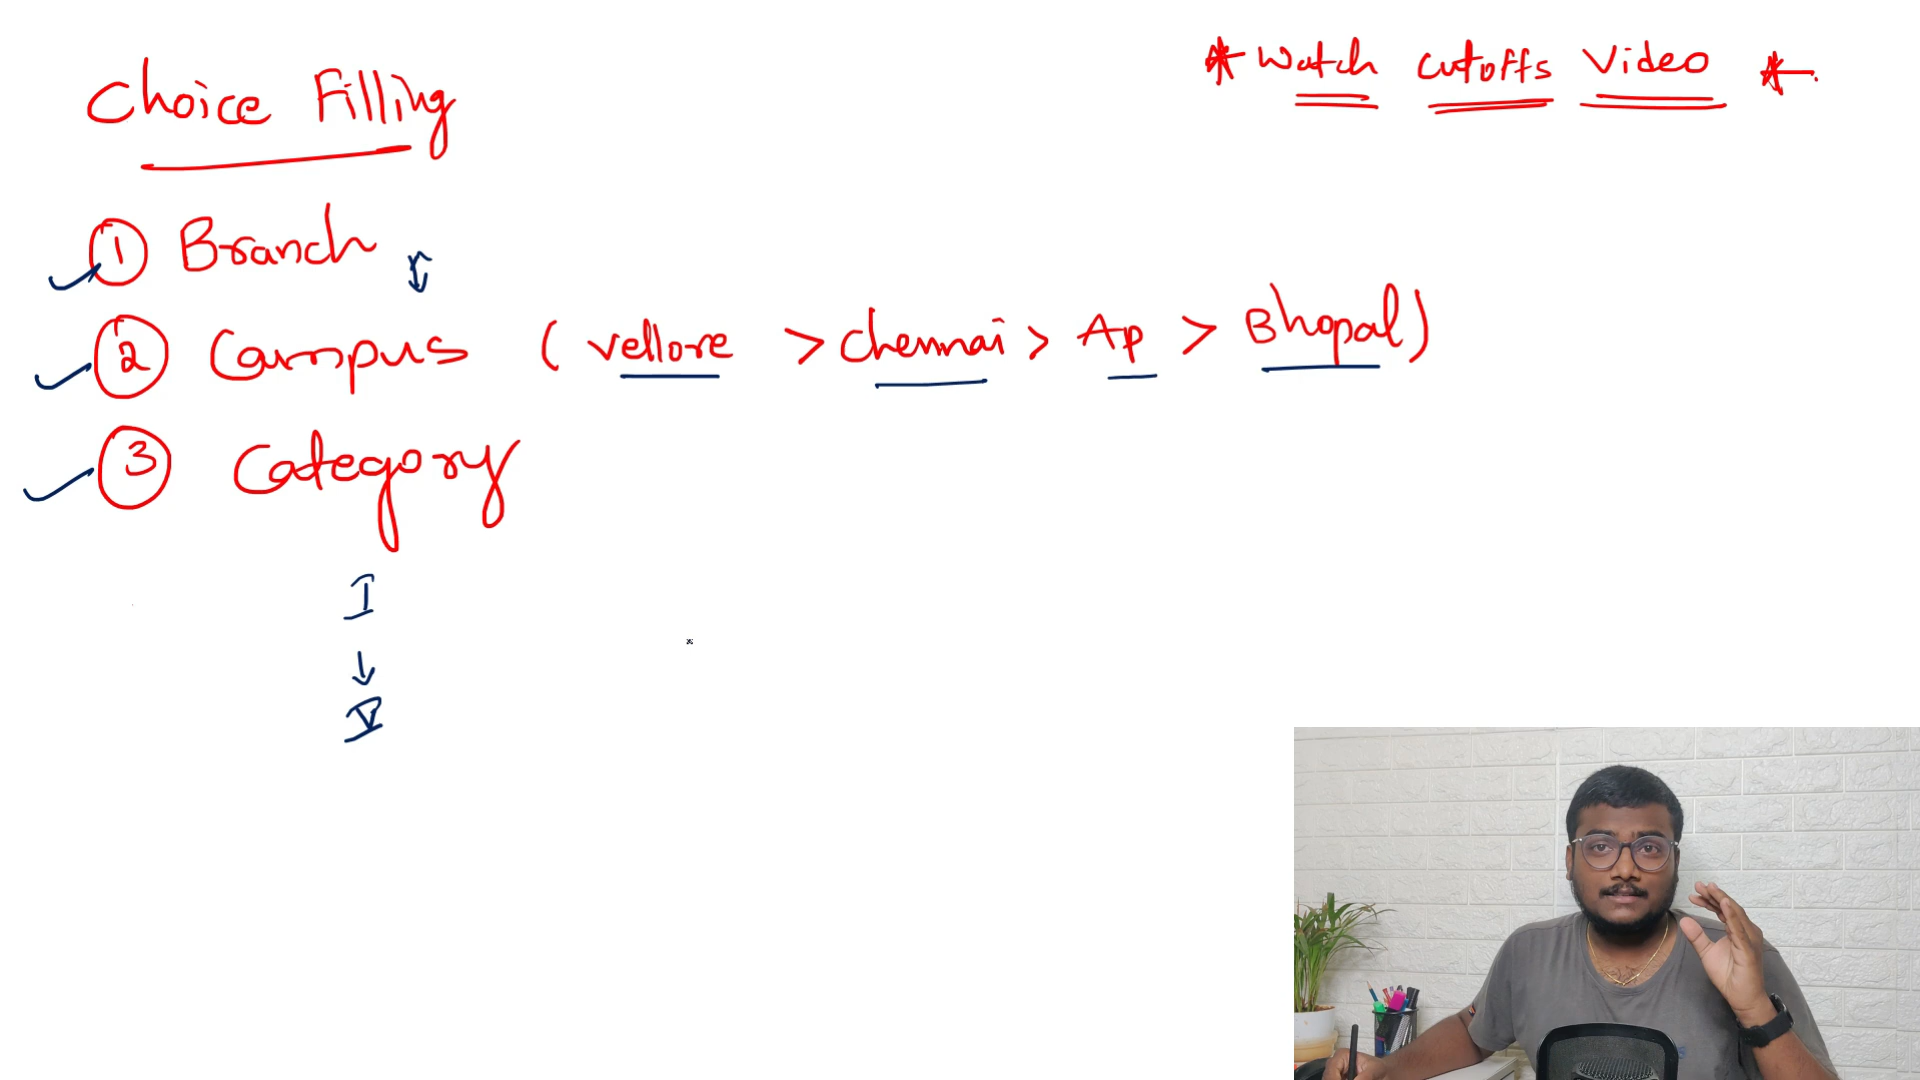 Choice Filling
* Watch cutoffs Video *
1 Branch
2 Campus (vellore > chennai > Ap > Bhopal)
3 Category
I
↓
V